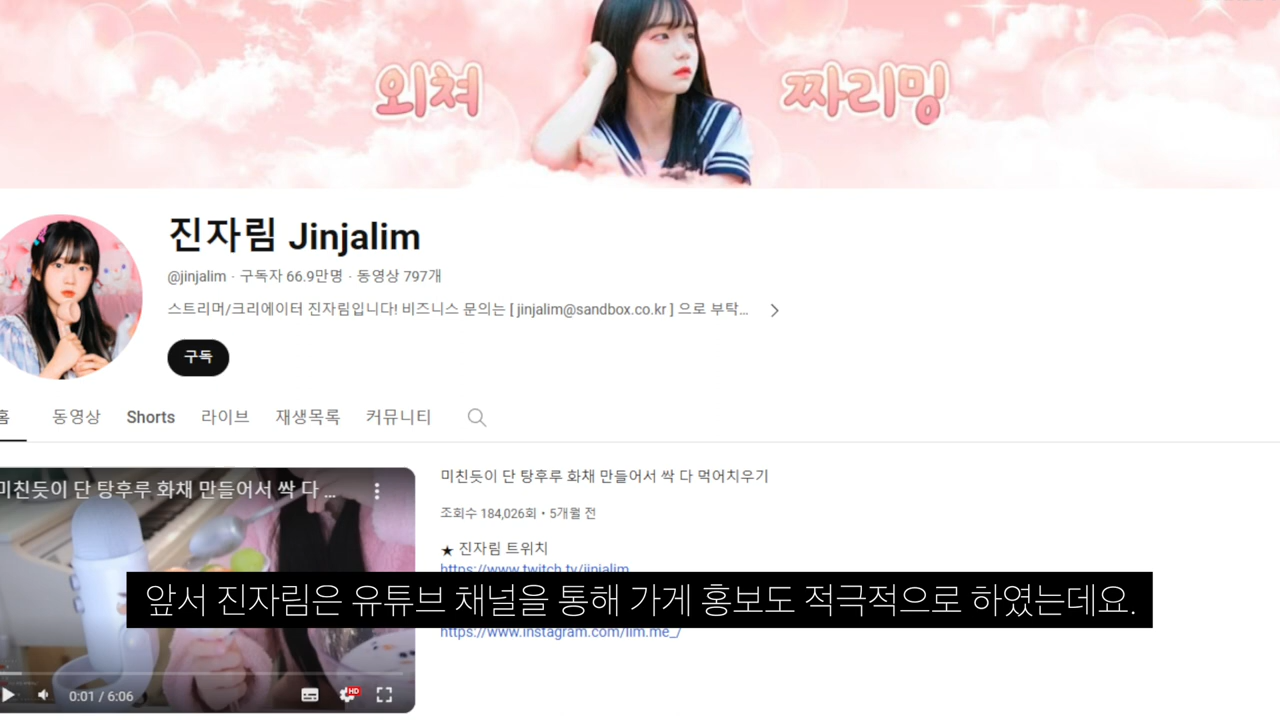 외쳐 짜리밍
진자림 Jinjalim
@jinjalim · 구독자 66.9만명 · 동영상 797개
스트리머/크리에이터 진자림입니다! 비즈니스 문의는 [ jinjalim@sandbox.co.kr ] 으로 부탁...
구독
홈 동영상 Shorts 라이브 재생목록 커뮤니티
미친듯이 단 탕후루 화채 만들어서 싹 다 ...
미친듯이 단 탕후루 화채 만들어서 싹 다 먹어치우기
조회수 184,026회 • 5개월 전
★ 진자림 트위치
https://www.twitch.tv/jinjalim
앞서 진자림은 유튜브 채널을 통해 가게 홍보도 적극적으로 하였는데요.
https://www.instagram.com/lim.me_/
0:01 / 6:06 HD